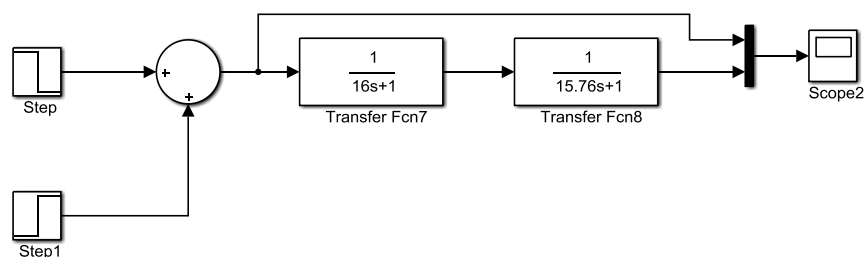 +
+
Step
1
16s+1
Transfer Fcn7
1
15.76s+1
Transfer Fcn8
Scope2
Step1